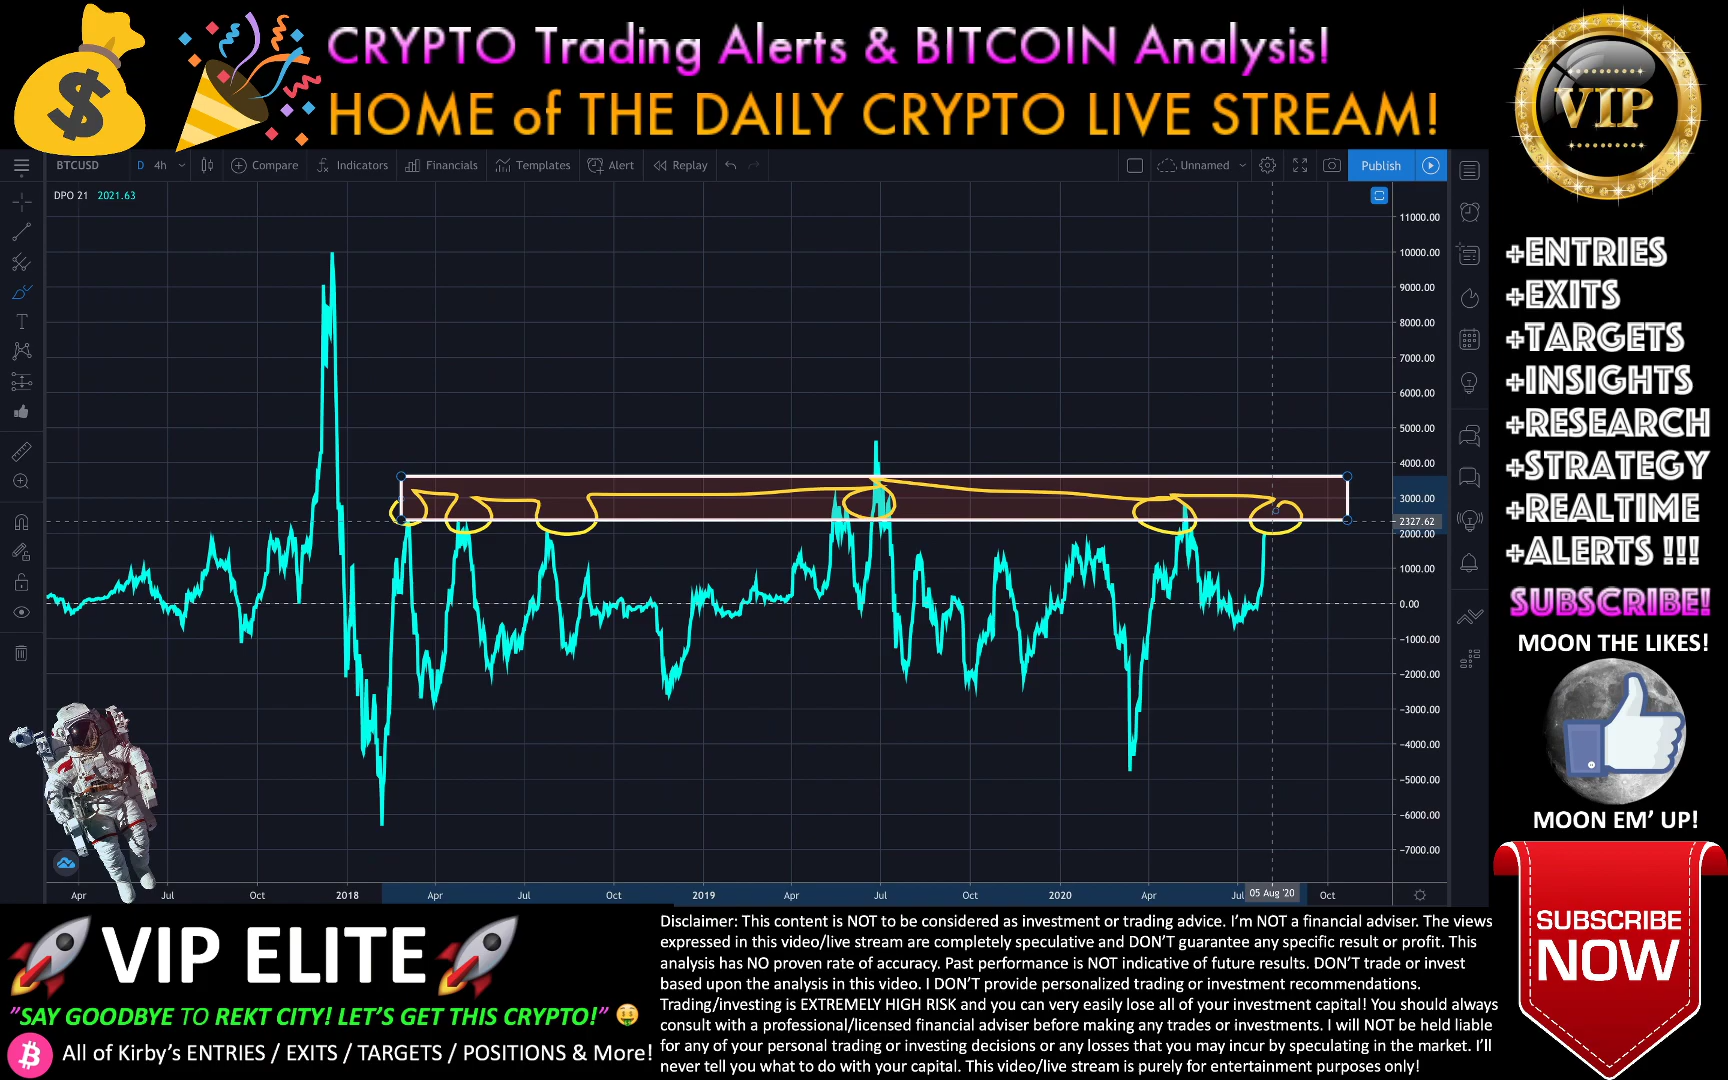 CRYPTO Trading Alerts & BITCOIN Analysis!
HOME of THE DAILY CRYPTO LIVE STREAM!
VIP
BTCUSD D 4h Compare Indicators Financials Templates Alert Replay Unnamed Publish
DPO 21 2021.63
11000.00
10000.00
9000.00
8000.00
7000.00
6000.00
5000.00
4000.00
3000.00
2327.62
2000.00
1000.00
0.00
-1000.00
-2000.00
-3000.00
-4000.00
-5000.00
-6000.00
-7000.00
Apr Jul Oct 2018 Apr Jul Oct 2019 Apr Jul Oct 2020 Apr Jul 05 Aug '20 Oct
+ENTRIES
+EXITS
+TARGETS
+INSIGHTS
+RESEARCH
+STRATEGY
+REALTIME
+ALERTS !!!
SUBSCRIBE!
MOON THE LIKES!
MOON EM' UP!
SUBSCRIBE
NOW
VIP ELITE
"SAY GOODBYE TO REKT CITY! LET'S GET THIS CRYPTO!"
All of Kirby's ENTRIES / EXITS / TARGETS / POSITIONS & More!
Disclaimer: This content is NOT to be considered as investment or trading advice. I'm NOT a financial adviser. The views
expressed in this video/live stream are completely speculative and DON'T guarantee any specific result or profit. This
analysis has NO proven rate of accuracy. Past performance is NOT indicative of future results. DON'T trade or invest
based upon the analysis in this video. I DON'T provide personalized trading or investment recommendations.
Trading/investing is EXTREMELY HIGH RISK and you can very easily lose all of your investment capital! You should always
consult with a professional/licensed financial adviser before making any trades or investments. I will NOT be held liable
for any of your personal trading or investing decisions or any losses that you may incur by speculating in the market. I'll
never tell you what to do with your capital. This video/live stream is purely for entertainment purposes only!